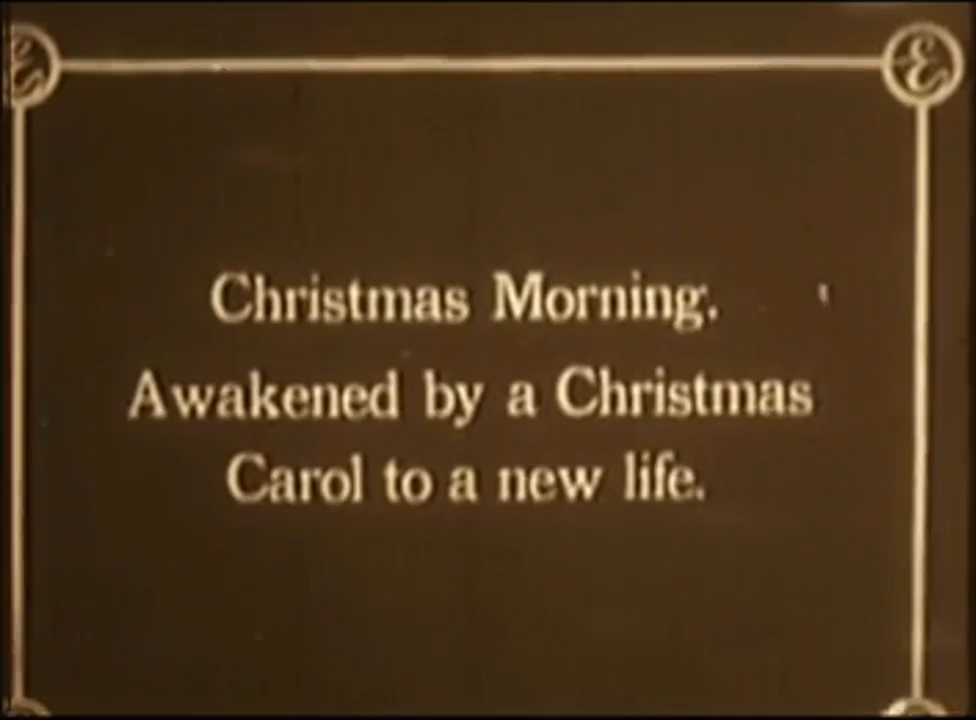 Christmas Morning.
Awakened by a Christmas
Carol to a new life.
E
E